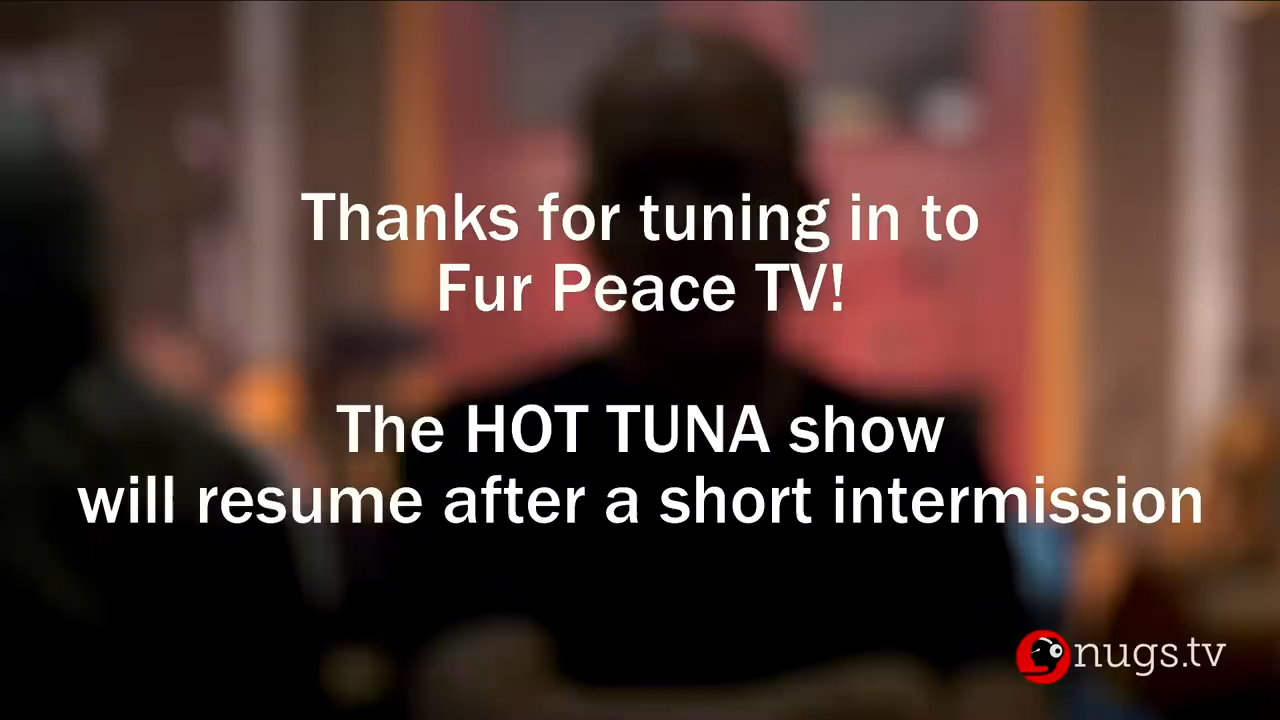 Thanks for tuning in to
Fur Peace TV!
The HOT TUNA show
will resume after a short intermission
nugs.tv